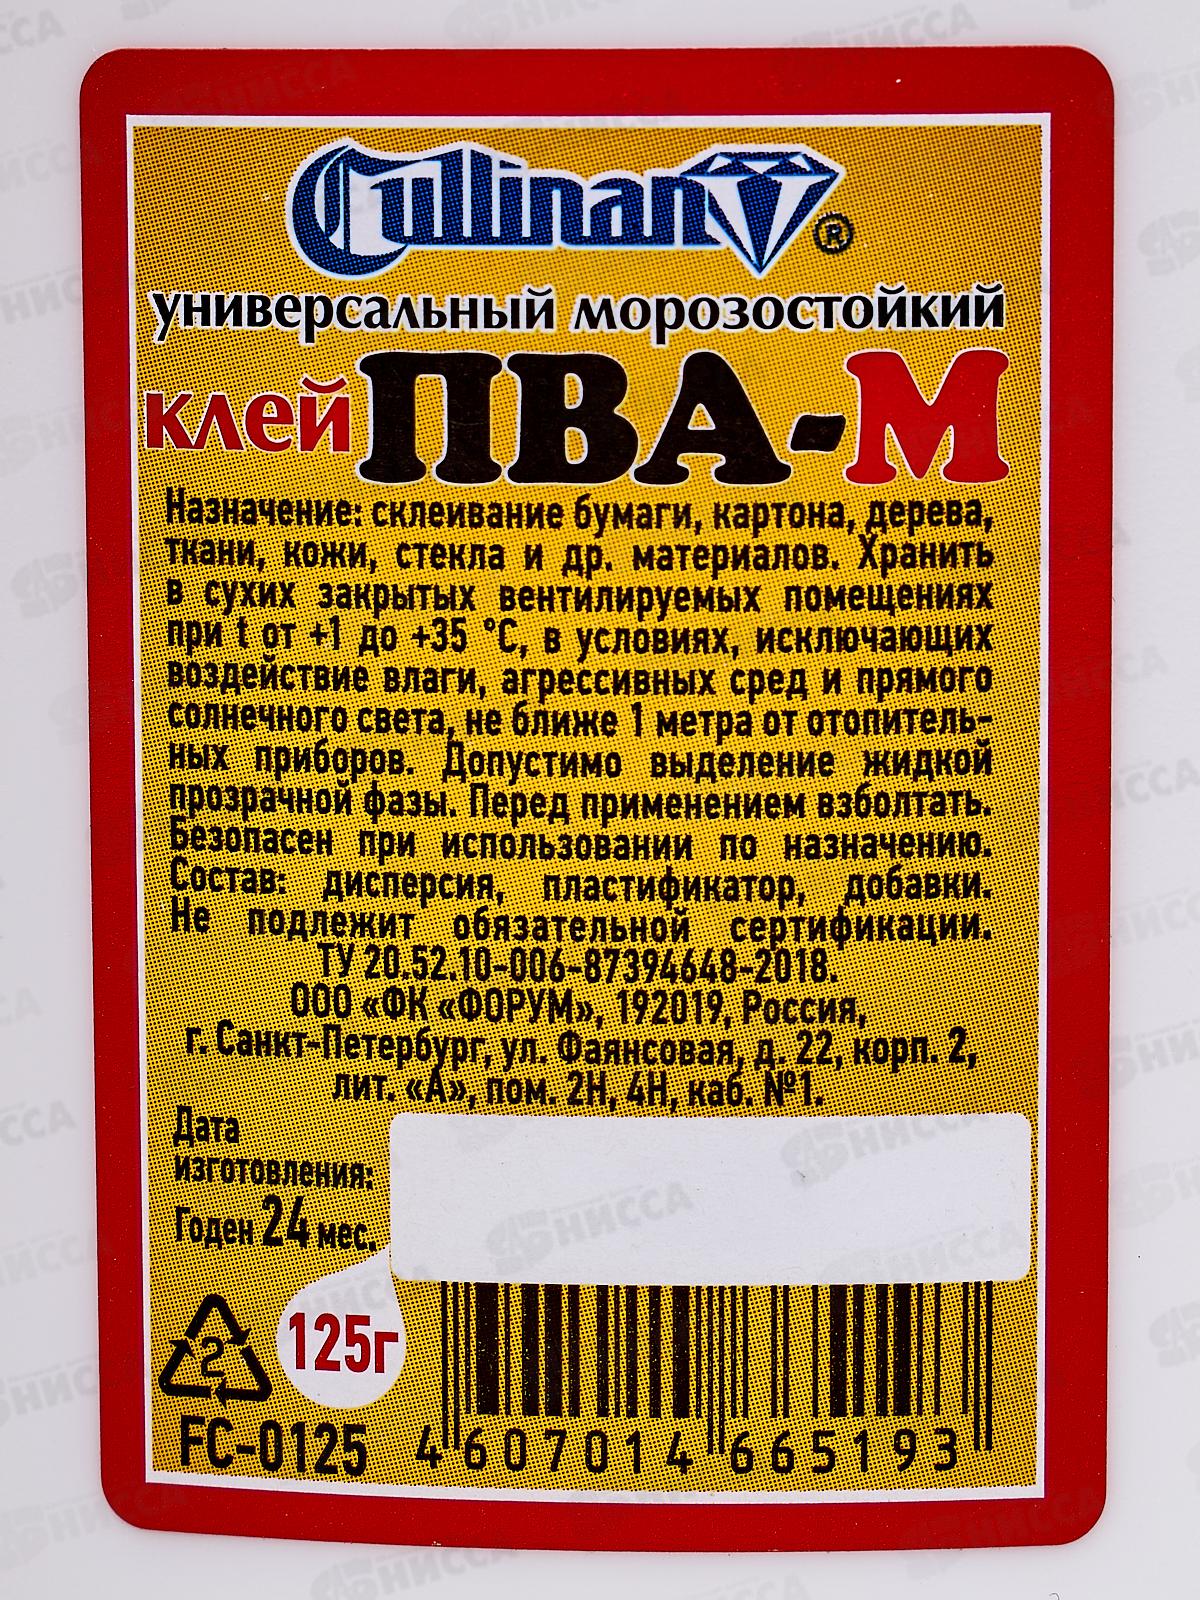 Cullinan ®
универсальный морозостойкий
клей ПВА-М
Назначение: склеивание бумаги, картона, дерева,
ткани, кожи, стекла и др. материалов. Хранить
в сухих закрытых вентилируемых помещениях
при t от +1 до +35 °С, в условиях, исключающих
воздействие влаги, агрессивных сред и прямого
солнечного света, не ближе 1 метра от отопитель-
ных приборов. Допустимо выделение жидкой
прозрачной фазы. Перед применением взболтать.
Безопасен при использовании по назначению.
Состав: дисперсия, пластификатор, добавки.
Не подлежит обязательной сертификации.
ТУ 20.52.10-006-87394648-2018.
ООО «ФК «ФОРУМ», 192019, Россия,
г. Санкт-Петербург, ул. Фаянсовая, д. 22, корп. 2,
лит. «А», пом. 2Н, 4Н, каб. №1.
Дата
изготовления:
Годен 24 мес.
2
125г
FC-0125
4 607014 665193